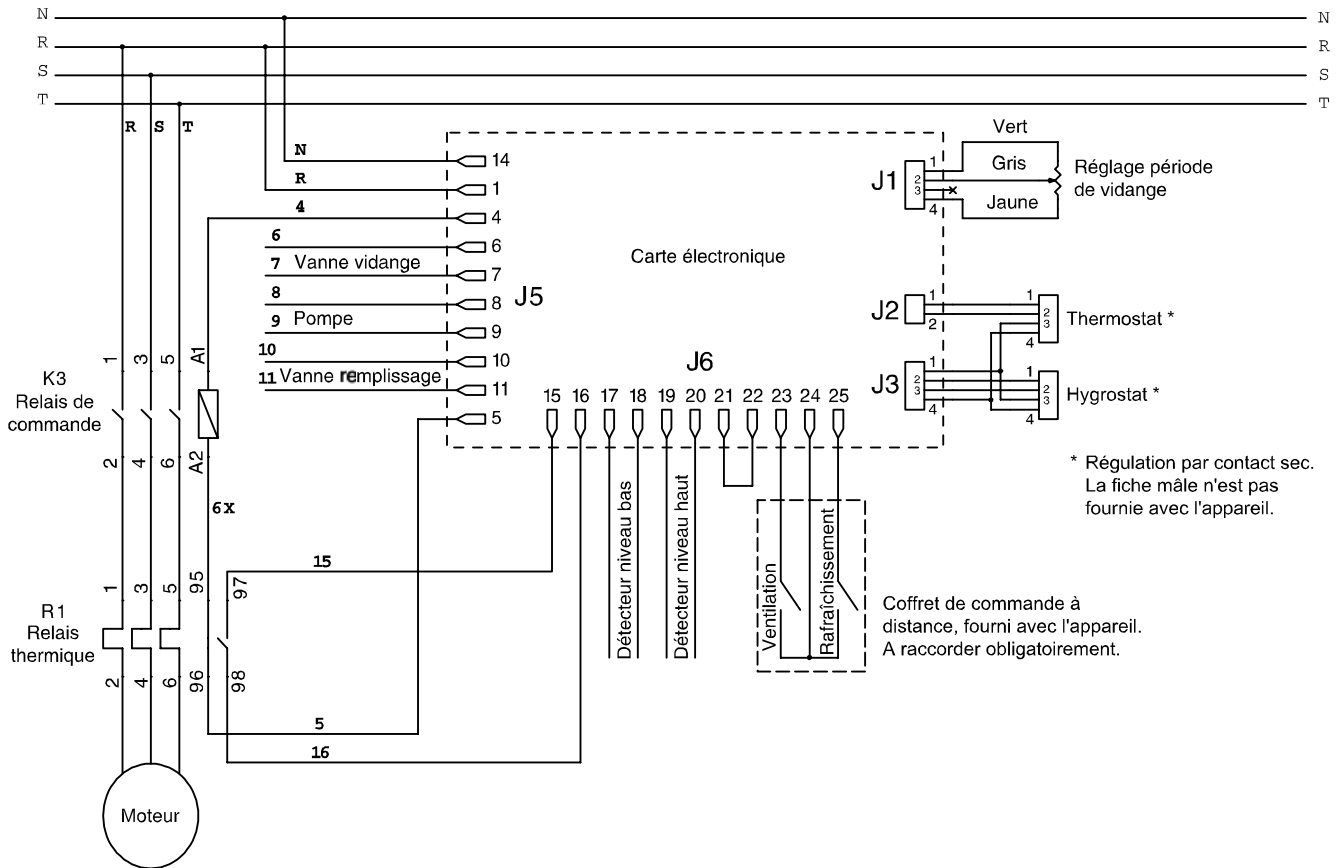 N N
R R
S S
T T
R S T
N 14
R 1
4 4
6 6
7 Vanne vidange 7
8 8
9 Pompe 9
10 10
11 Vanne remplissage 11
5
J5
Carte électronique
J1
1
2
3
4
Vert
Gris
Jaune
Réglage période
de vidange
J2
1
2
1
2
3
4
Thermostat *
J3
1
2
3
4
1
2
3
4
Hygrostat *
* Régulation par contact sec.
La fiche mâle n'est pas
fournie avec l'appareil.
J6
15 16 17 18 19 20 21 22 23 24 25
Détecteur niveau bas
Détecteur niveau haut
Ventilation
Rafraîchissement
Coffret de commande à
distance, fourni avec l'appareil.
A raccorder obligatoirement.
K3
Relais de
commande
1 3 5 A1
2 4 6 A2
6X
15
R1
Relais
thermique
1 3 5 95 97
2 4 6 96 98
5
16
Moteur